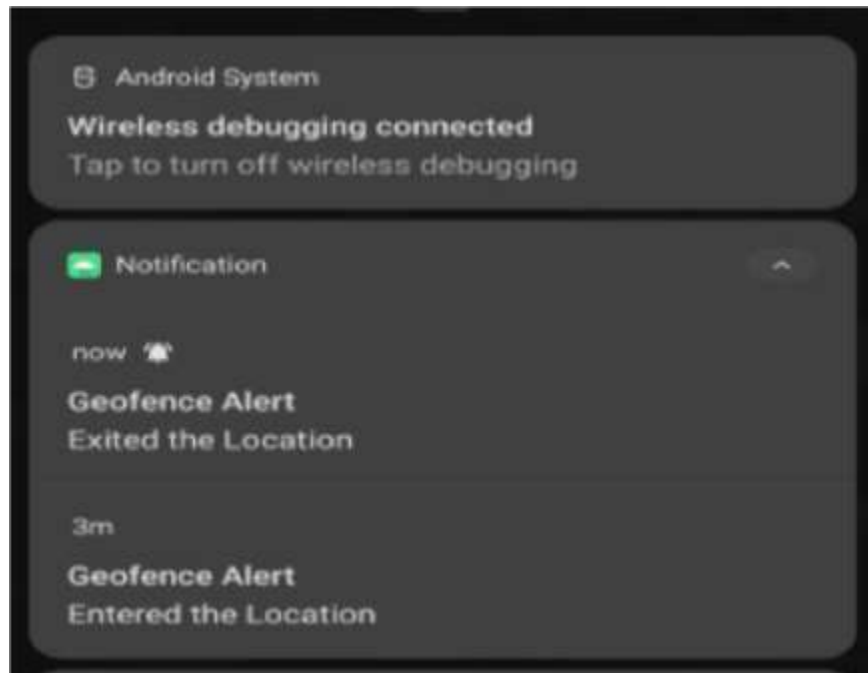 Android System
Wireless debugging connected
Tap to turn off wireless debugging
Notification
now
Geofence Alert
Exited the Location
3m
Geofence Alert
Entered the Location